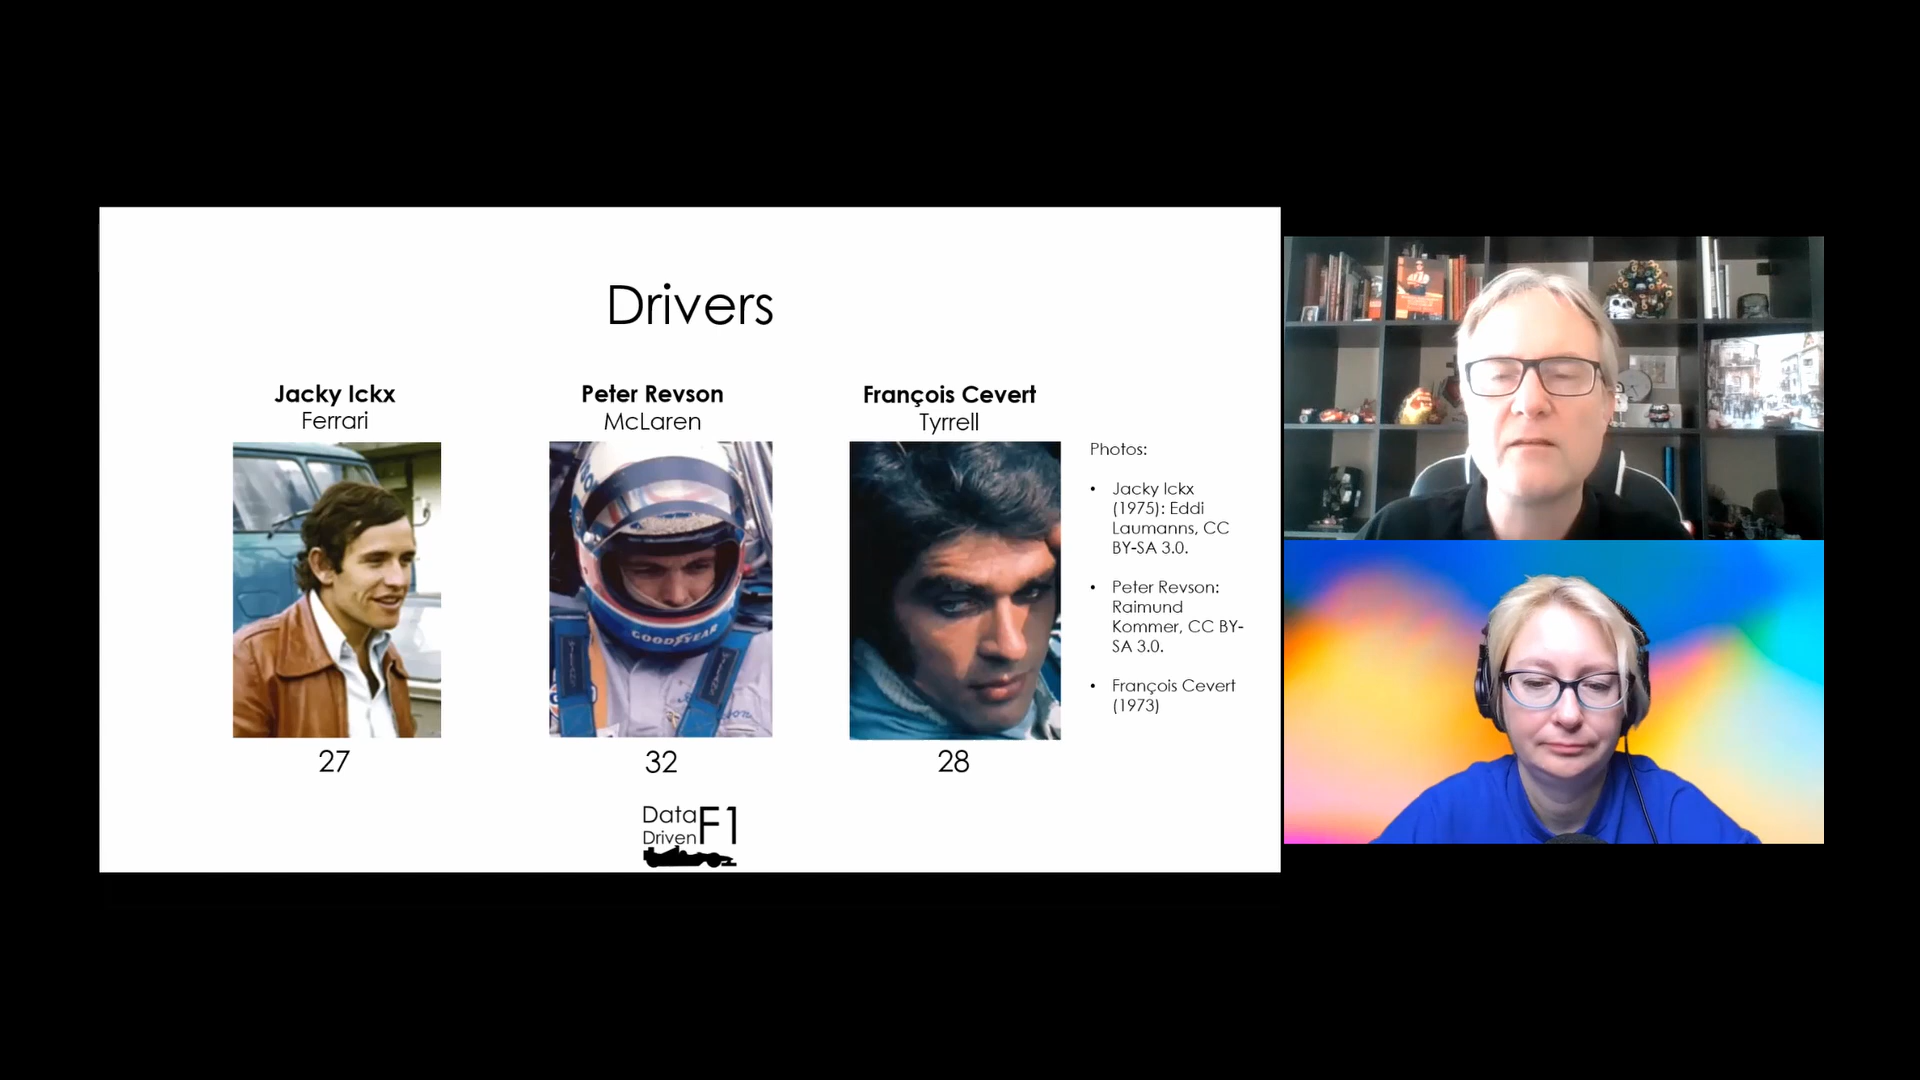 Drivers
Jacky Ickx
Ferrari
Peter Revson
McLaren
François Cevert
Tyrrell
GOODYEAR
27
32
28
Photos:
• Jacky Ickx
(1975): Eddi
Laumanns, CC
BY-SA 3.0.
• Peter Revson:
Raimund
Kommer, CC BY-
SA 3.0.
• François Cevert
(1973)
Data
Driven
F1